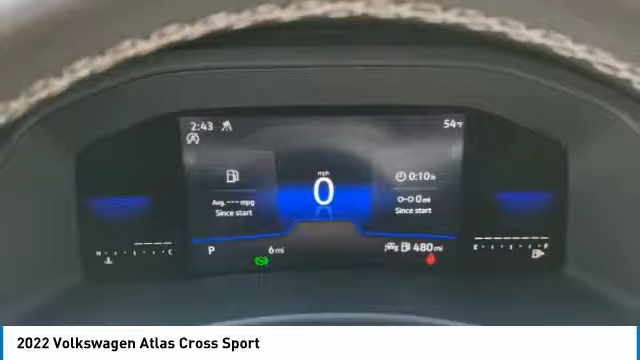 2:43
54°F
mph
0
Avg. ---- mpg
Since start
0:10 h
0 mi
Since start
H C
P
6 mi
480 mi
E F
2022 Volkswagen Atlas Cross Sport